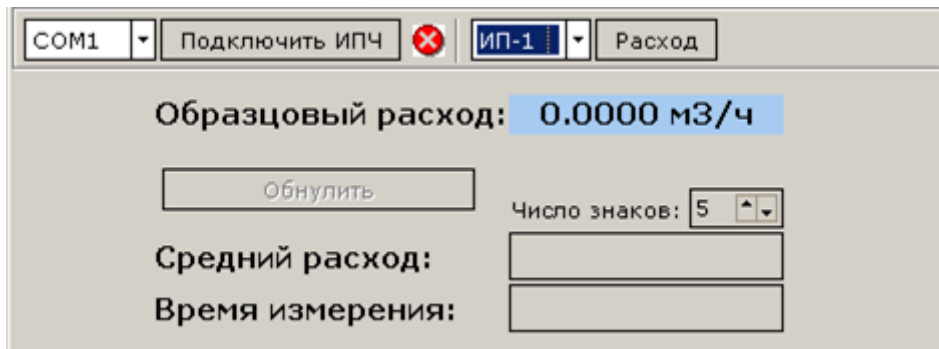 COM1 Подключить ИПЧ ИП-1 Расход
Образцовый расход: 0.0000 м3/ч
Обнулить
Число знаков: 5
Средний расход:
Время измерения: